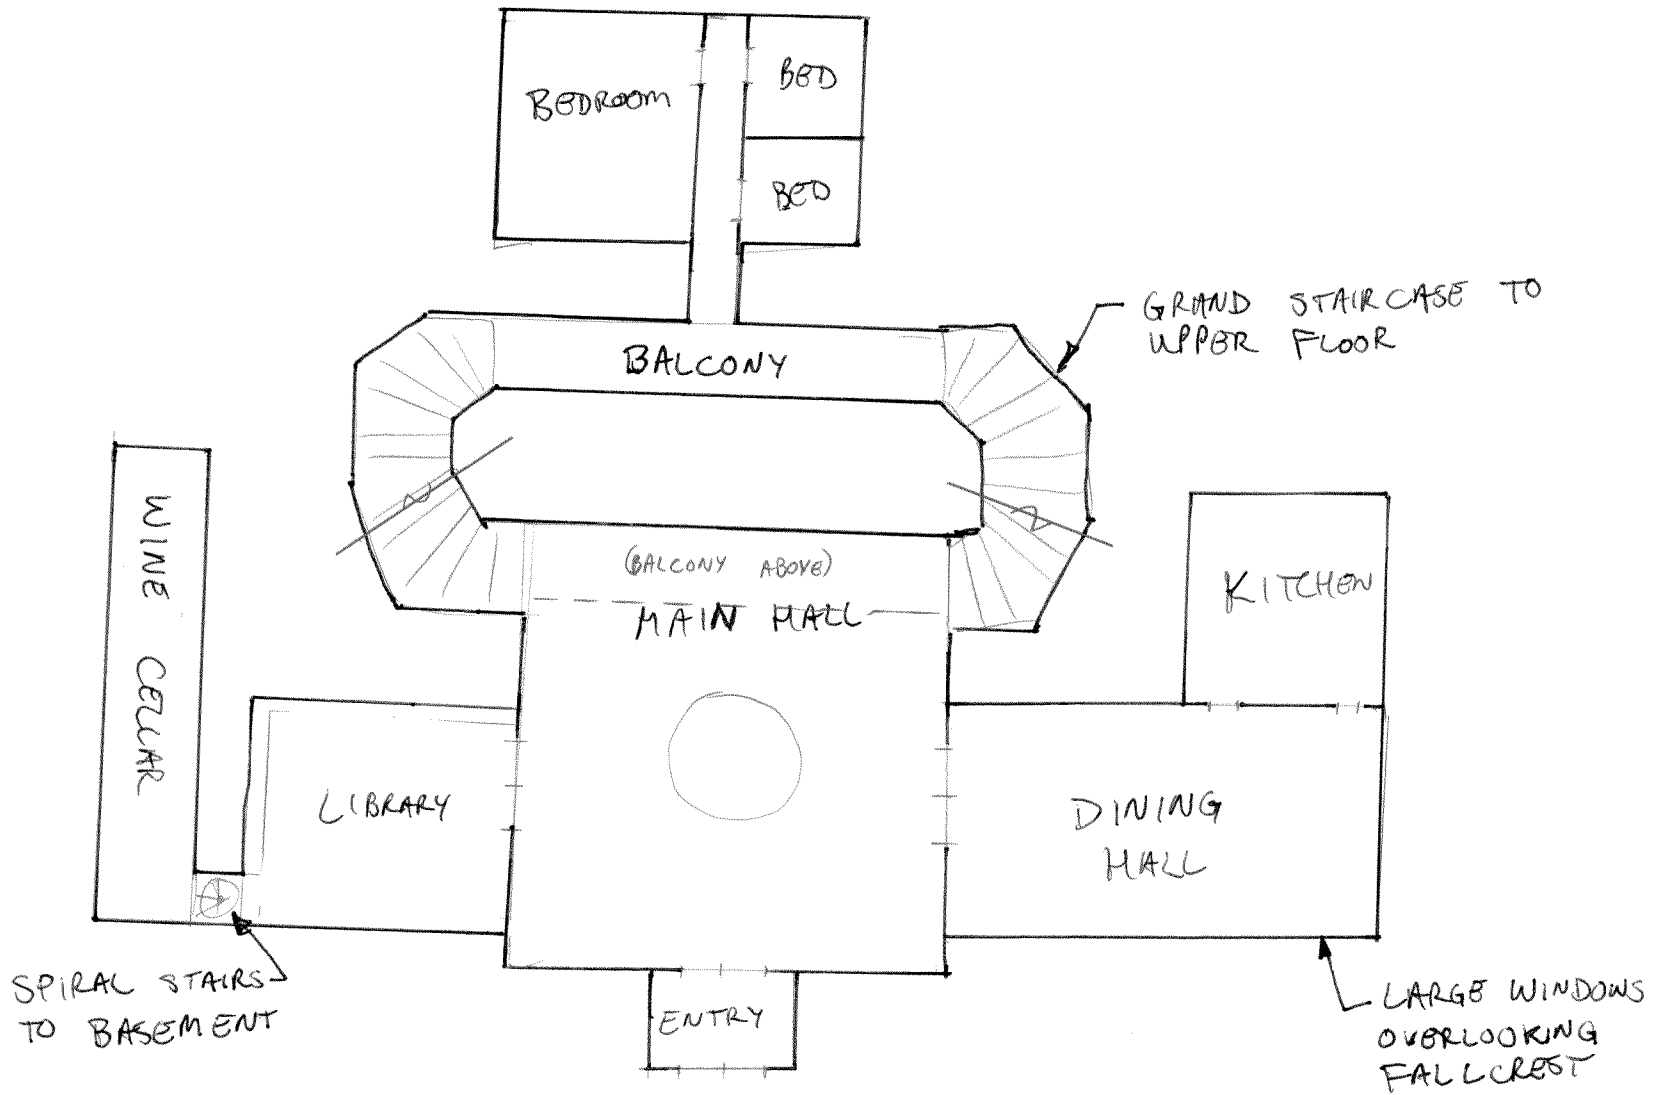 BEDROOM
BED
BED
GRAND STAIRCASE TO
UPPER FLOOR
BALCONY
WINE CELLAR
(BALCONY ABOVE)
MAIN HALL
KITCHEN
LIBRARY
DINING
HALL
SPIRAL STAIRS
TO BASEMENT
ENTRY
LARGE WINDOWS
OVERLOOKING
FALLCREST